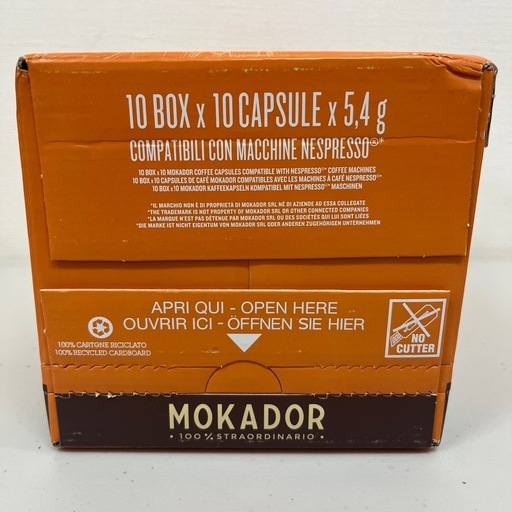 10 BOX x 10 CAPSULE x 5,4 g
COMPATIBILI CON MACCHINE NESPRESSO®*
10 BOX x 10 MOKADOR COFFEE CAPSULES COMPATIBLE WITH NESPRESSO®* COFFEE MACHINES
10 BOX x 10 CAPSULES DE CAFÉ MOKADOR COMPATIBLES AVEC LES MACHINES À CAFÉ NESPRESSO®*
10 BOX x 10 MOKADOR KAFFEEKAPSELN KOMPATIBEL MIT NESPRESSO®* MASCHINEN
*IL MARCHIO NON È DI PROPRIETÀ DI MOKADOR SRL NÉ DI AZIENDE AD ESSA COLLEGATE
*THE TRADEMARK IS NOT PROPERTY OF MOKADOR SRL OR OTHER CONNECTED COMPANIES
*LA MARQUE N'EST PAS DÉTENUE PAR MOKADOR SRL OU DES SOCIÉTÉS QUI LUI SONT LIÉES
*DIE MARKE IST NICHT EIGENTUM VON MOKADOR SRL ODER ANDEREN ZUGEHÖRIGEN UNTERNEHMEN
APRI QUI - OPEN HERE
OUVRIR ICI - ÖFFNEN SIE HIER
100% CARTONE RICICLATO
100% RECYCLED CARDBOARD
NO
CUTTER
MOKADOR
• 100% STRAORDINARIO •